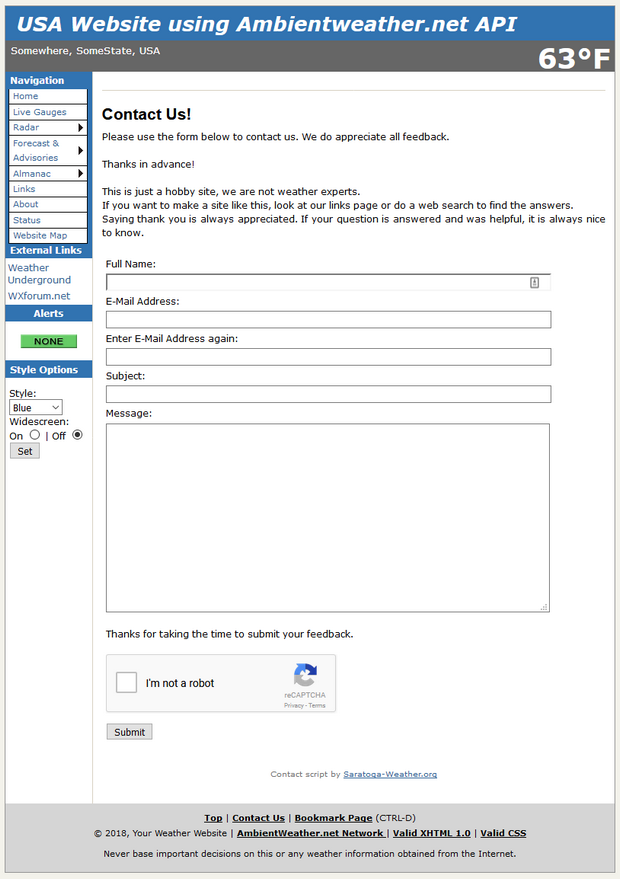 USA Website using Ambientweather.net API
Somewhere, SomeState, USA
63°F
Navigation
Home
Live Gauges
Radar
Forecast &
Advisories
Almanac
Links
About
Status
Website Map
External Links
Weather
Underground
WXforum.net
Alerts
NONE
Style Options
Style:
Blue
Widescreen:
On | Off
Set
Contact Us!
Please use the form below to contact us. We do appreciate all feedback.
Thanks in advance!
This is just a hobby site, we are not weather experts.
If you want to make a site like this, look at our links page or do a web search to find the answers.
Saying thank you is always appreciated. If your question is answered and was helpful, it is always nice
to know.
Full Name:
E-Mail Address:
Enter E-Mail Address again:
Subject:
Message:
Thanks for taking the time to submit your feedback.
I'm not a robot
reCAPTCHA
Privacy - Terms
Submit
Contact script by Saratoga-Weather.org
Top | Contact Us | Bookmark Page (CTRL-D)
© 2018, Your Weather Website | AmbientWeather.net Network | Valid XHTML 1.0 | Valid CSS
Never base important decisions on this or any weather information obtained from the Internet.